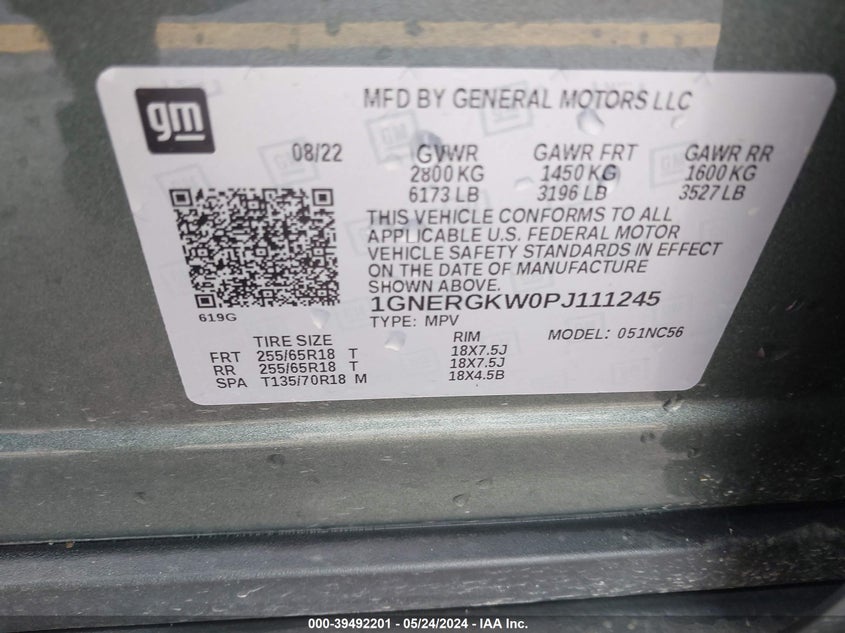 gm
MFD BY GENERAL MOTORS LLC
08/22 GVWR GAWR FRT GAWR RR
2800 KG 1450 KG 1600 KG
6173 LB 3196 LB 3527 LB
THIS VEHICLE CONFORMS TO ALL
APPLICABLE U.S. FEDERAL MOTOR
VEHICLE SAFETY STANDARDS IN EFFECT
ON THE DATE OF MANUFACTURE
SHOWN ABOVE.
1GNERGKW0PJ111245
619G
TYPE: MPV MODEL: 051NC56
TIRE SIZE RIM
FRT 255/65R18 T 18X7.5J
RR 255/65R18 T 18X7.5J
SPA T135/70R18 M 18X4.5B
000-39492201 - 05/24/2024 - IAA Inc.